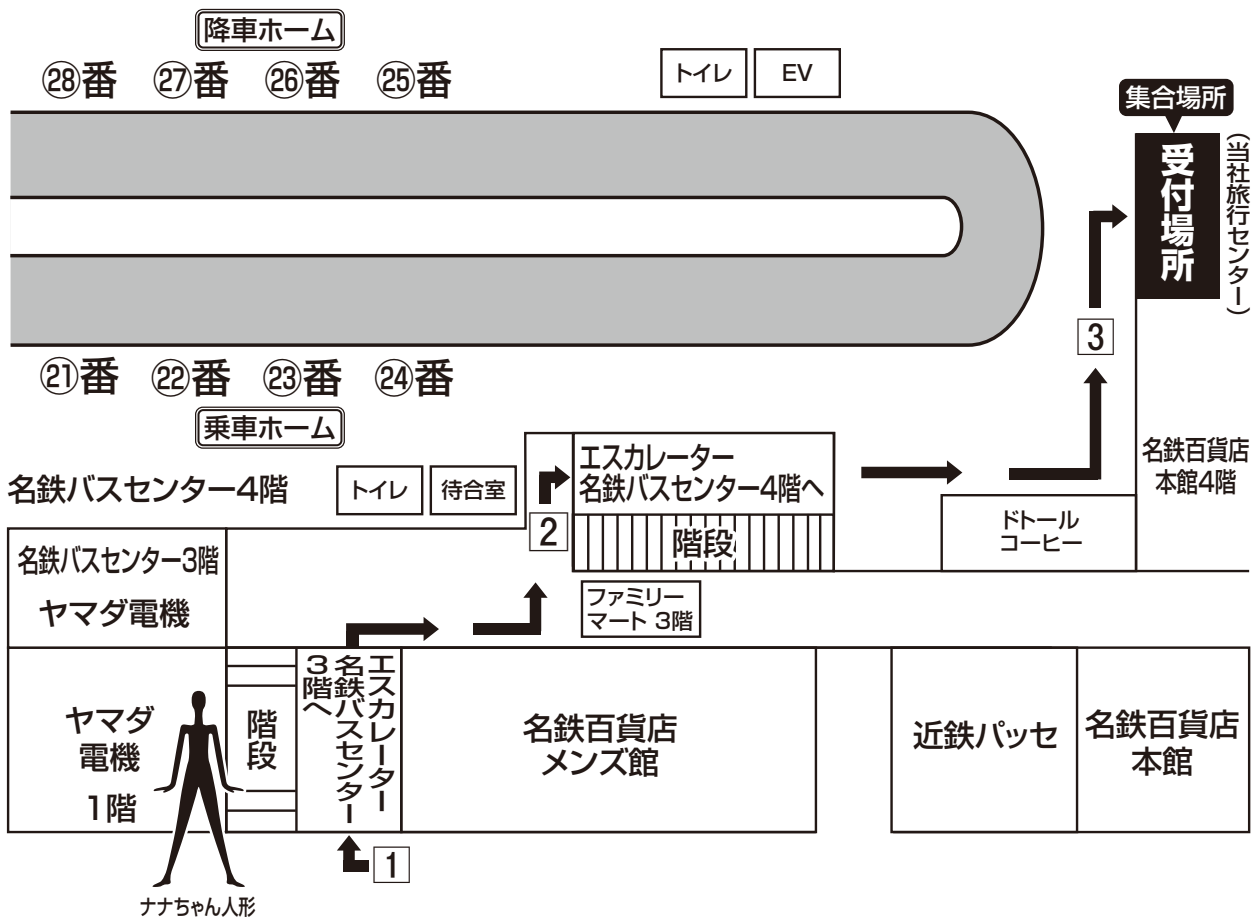 降車ホーム
㉘番 ㉗番 ㉖番 ㉕番
トイレ
EV
集合場所
受付場所
(当社旅行センター)
3
㉑番 ㉒番 ㉓番 ㉔番
乗車ホーム
名鉄バスセンター4階
トイレ
待合室
2
エスカレーター
名鉄バスセンター4階へ
階段
名鉄百貨店
本館4階
ドトール
コーヒー
名鉄バスセンター3階
ヤマダ電機
ファミリー
マート 3階
ヤマダ
電機
1階
階段
エスカレーター
名鉄バスセンター
3階へ
名鉄百貨店
メンズ館
近鉄パッセ
名鉄百貨店
本館
1
ナナちゃん人形